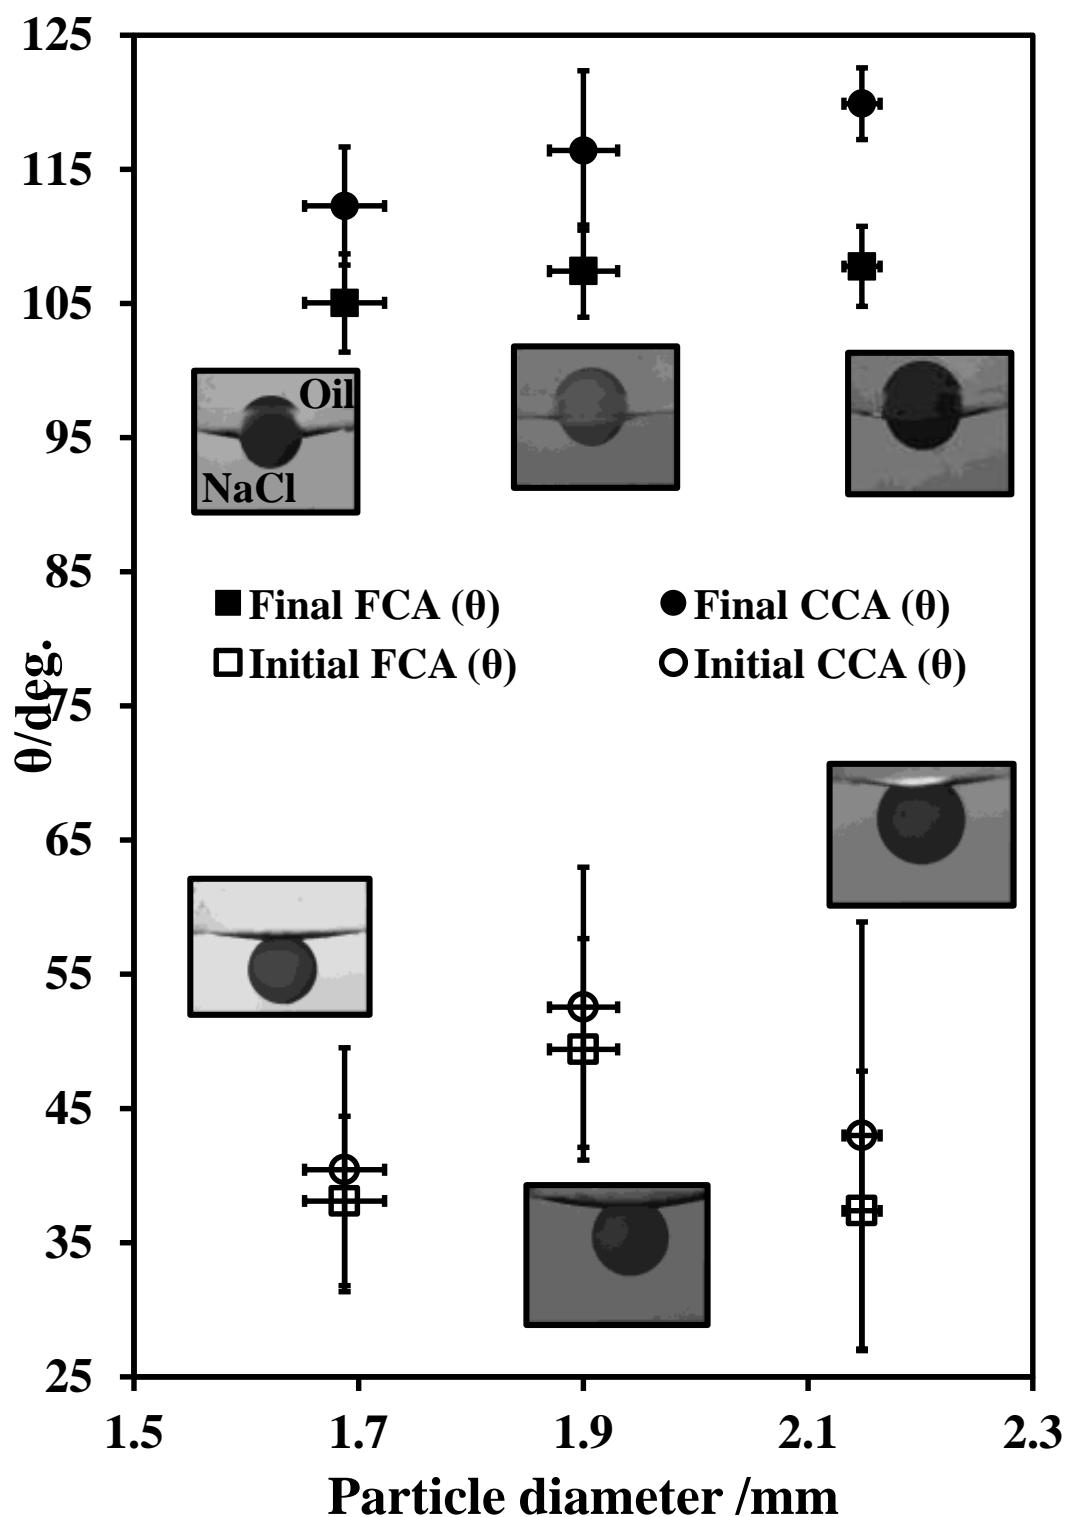 125
115
105
95
85
75
65
55
45
35
25
θ/deg.
Oil
NaCl
Final FCA (θ)
Final CCA (θ)
Initial FCA (θ)
Initial CCA (θ)
1.5
1.7
1.9
2.1
2.3
Particle diameter /mm